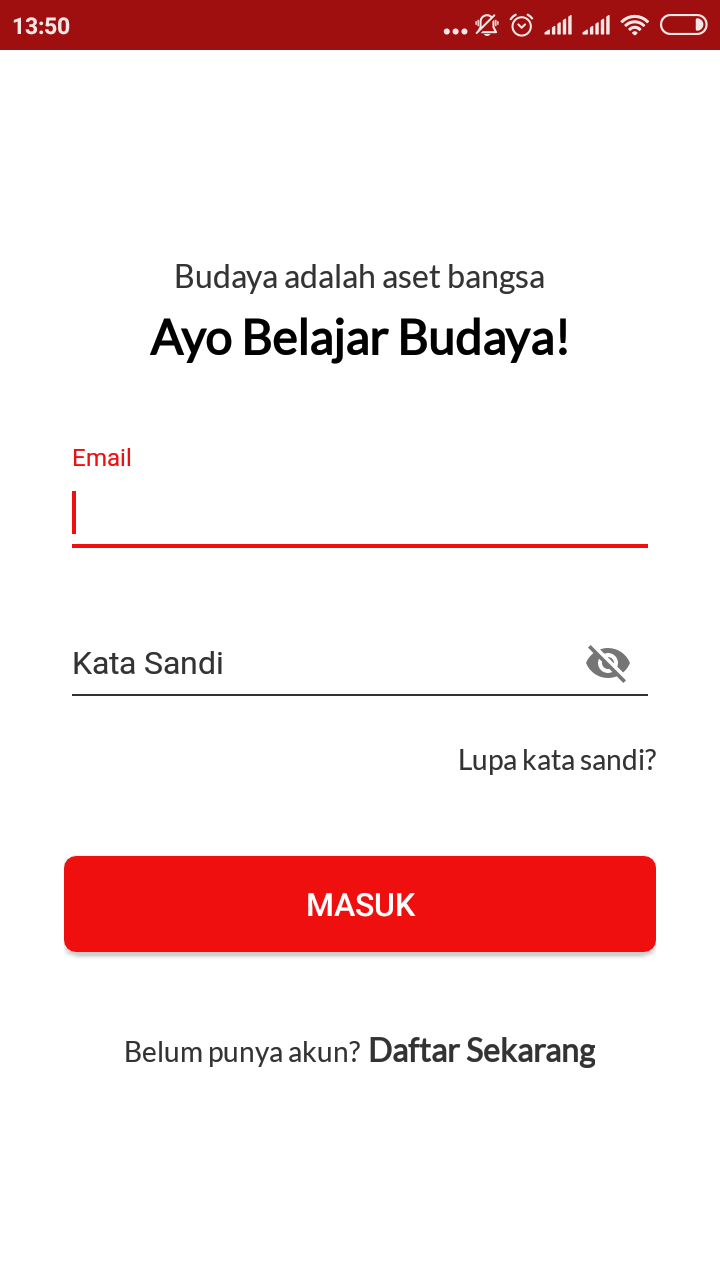 13:50
Budaya adalah aset bangsa
Ayo Belajar Budaya!
Email
Kata Sandi
Lupa kata sandi?
MASUK
Belum punya akun? Daftar Sekarang